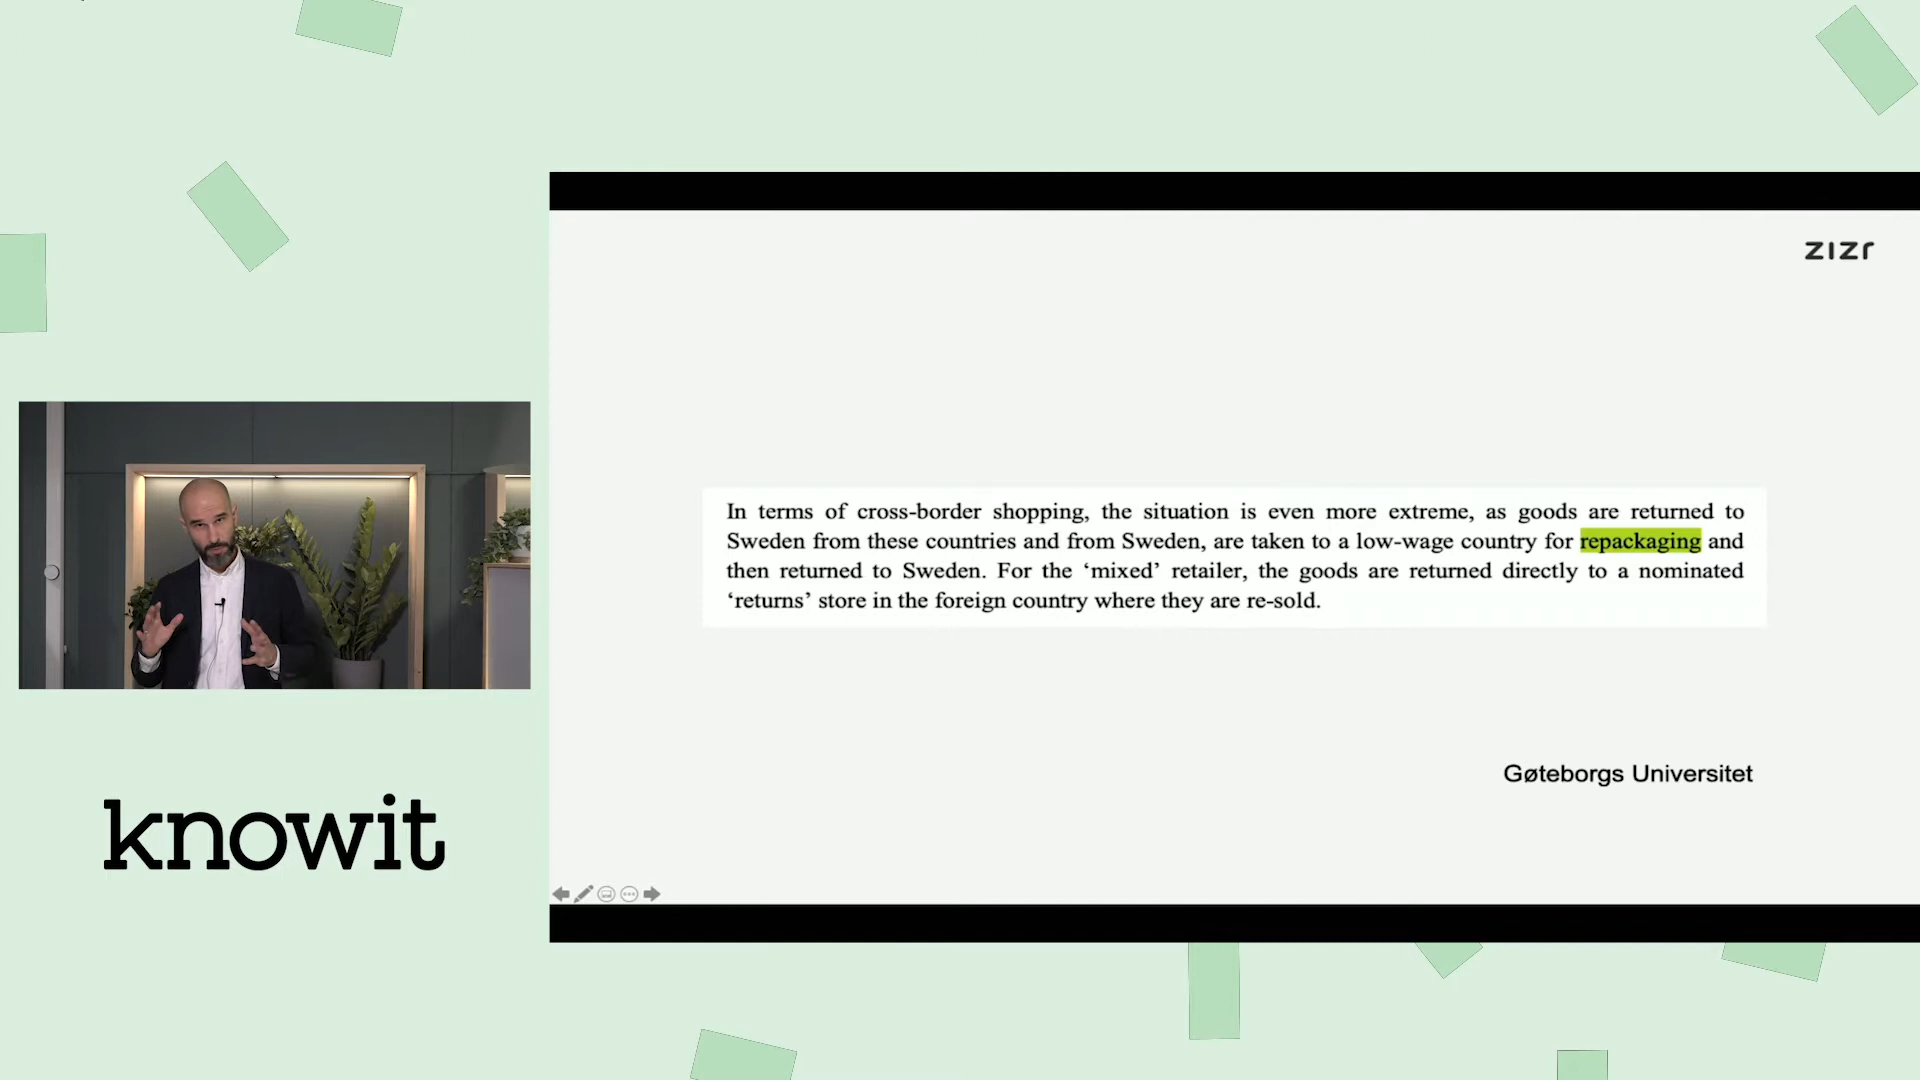 zızr
In terms of cross-border shopping, the situation is even more extreme, as goods are returned to
Sweden from these countries and from Sweden, are taken to a low-wage country for repackaging and
then returned to Sweden. For the ‘mixed’ retailer, the goods are returned directly to a nominated
‘returns’ store in the foreign country where they are re-sold.
Gøteborgs Universitet
knowit